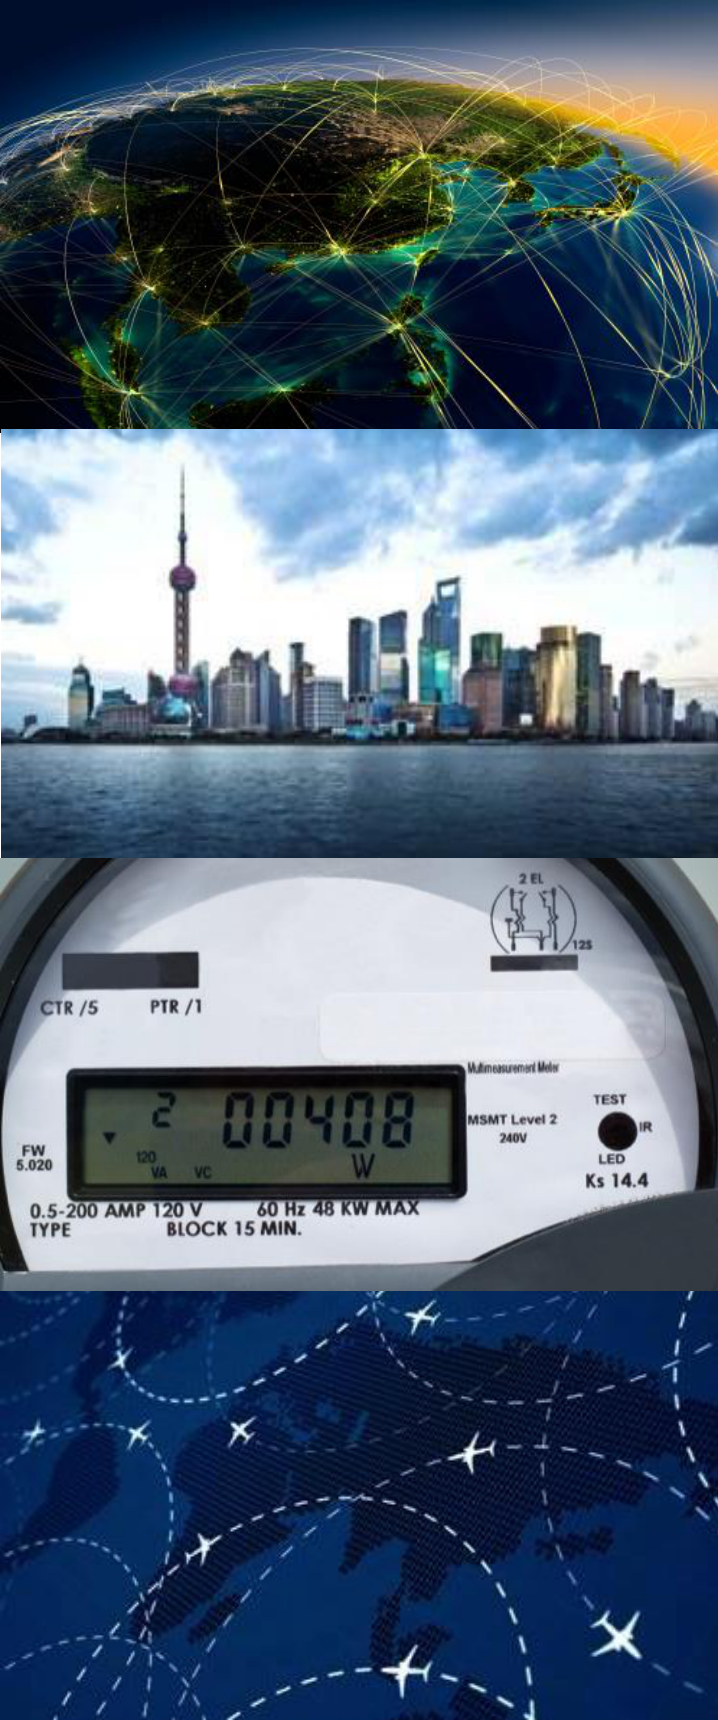 2 EL
12S
CTR /5 PTR /1
Multimeasurement Meter
2 00408
120
VA VC W
MSMT Level 2
240V
TEST
IR
LED
Ks 14.4
FW
5.020
0.5-200 AMP 120 V 60 Hz 48 KW MAX
TYPE BLOCK 15 MIN.